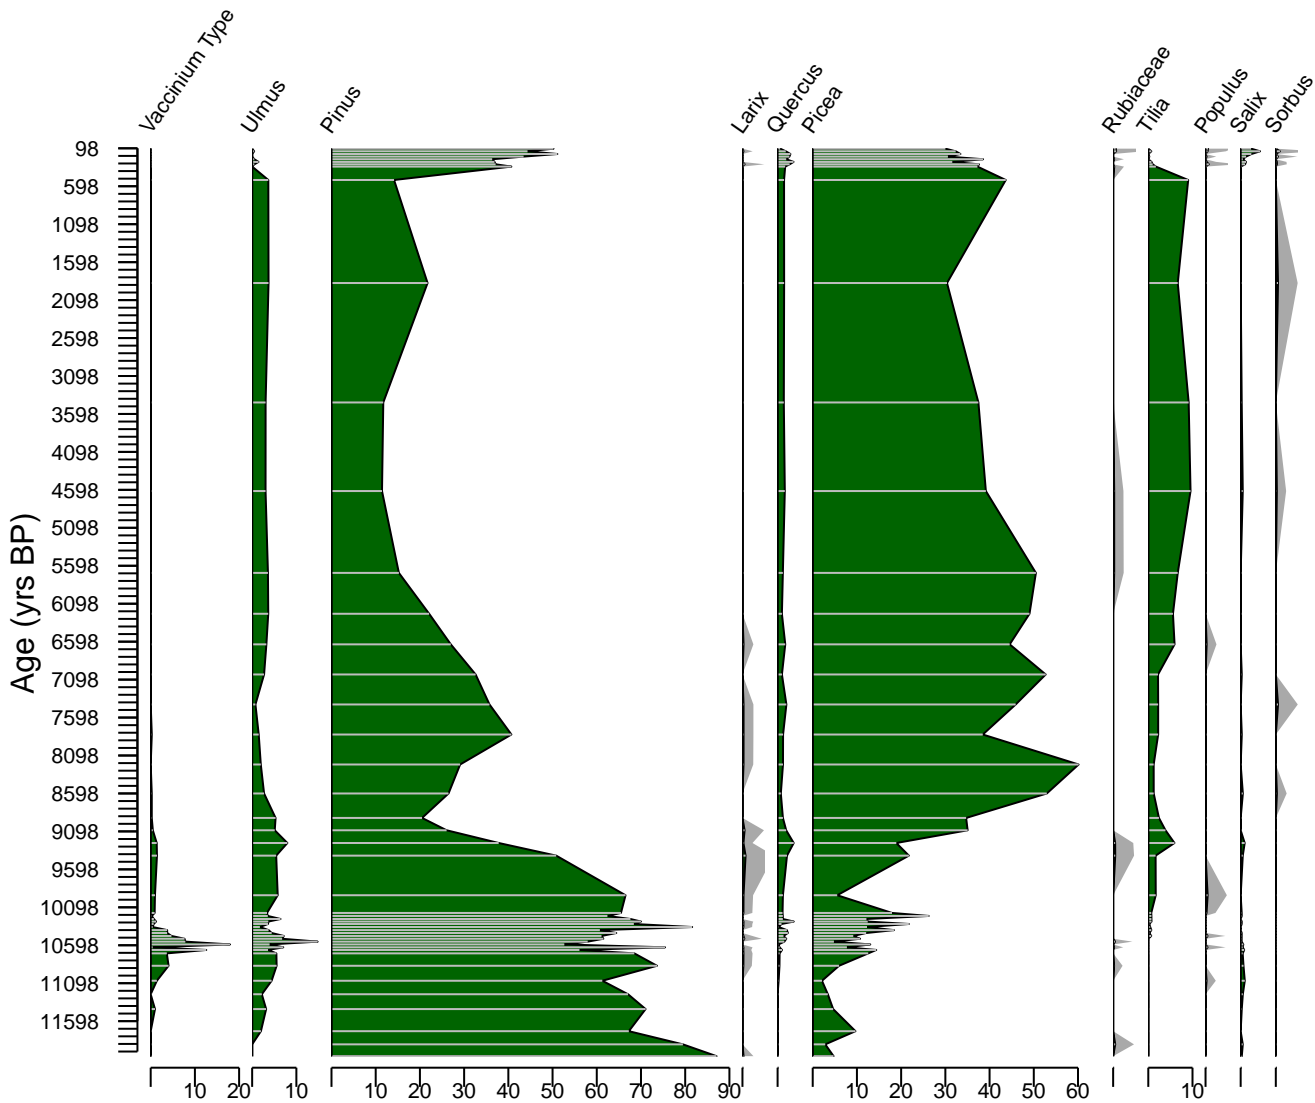 Vaccinium Type
Ulmus
Pinus
Larix
Quercus
Picea
Rubiaceae
Tilia
Populus
Salix
Sorbus
Age (yrs BP)
98
598
1098
1598
2098
2598
3098
3598
4098
4598
5098
5598
6098
6598
7098
7598
8098
8598
9098
9598
10098
10598
11098
11598
10 20 10 10 20 30 40 50 60 70 80 90 10 20 30 40 50 60 10